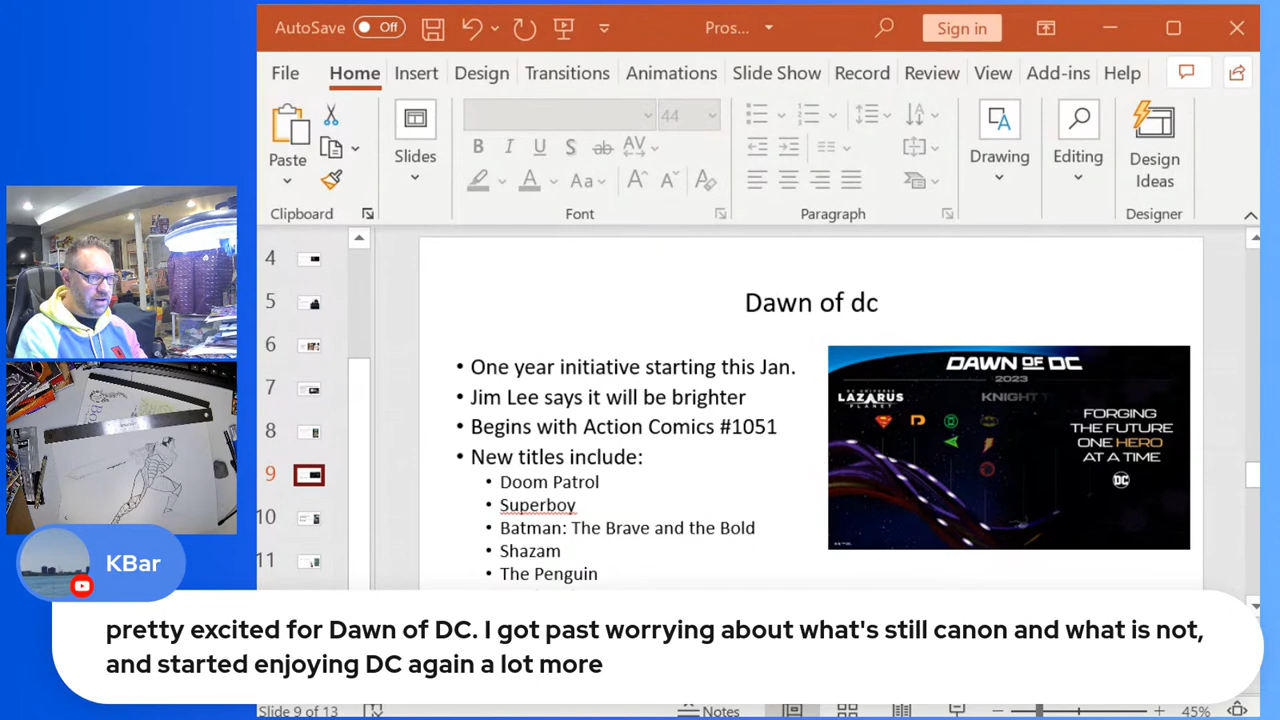 AutoSave Off Pros... Sign in
File Home Insert Design Transitions Animations Slide Show Record Review View Add-ins Help
44
Paste Slides B I U S ab AV Drawing Editing Design Ideas
Aa A A
Clipboard Font Paragraph Designer
4
5
6
7
8
9
10
11
Dawn of dc
• One year initiative starting this Jan.
• Jim Lee says it will be brighter
• Begins with Action Comics #1051
• New titles include:
• Doom Patrol
• Superboy
• Batman: The Brave and the Bold
• Shazam
• The Penguin
DAWN OF DC
2023
DC UNIVERSE
LAZARUS
PLANET
KNIGHT T
FORGING
THE FUTURE
ONE HERO
AT A TIME
DC
KBar
pretty excited for Dawn of DC. I got past worrying about what's still canon and what is not,
and started enjoying DC again a lot more
Slide 9 of 13 Notes 45%